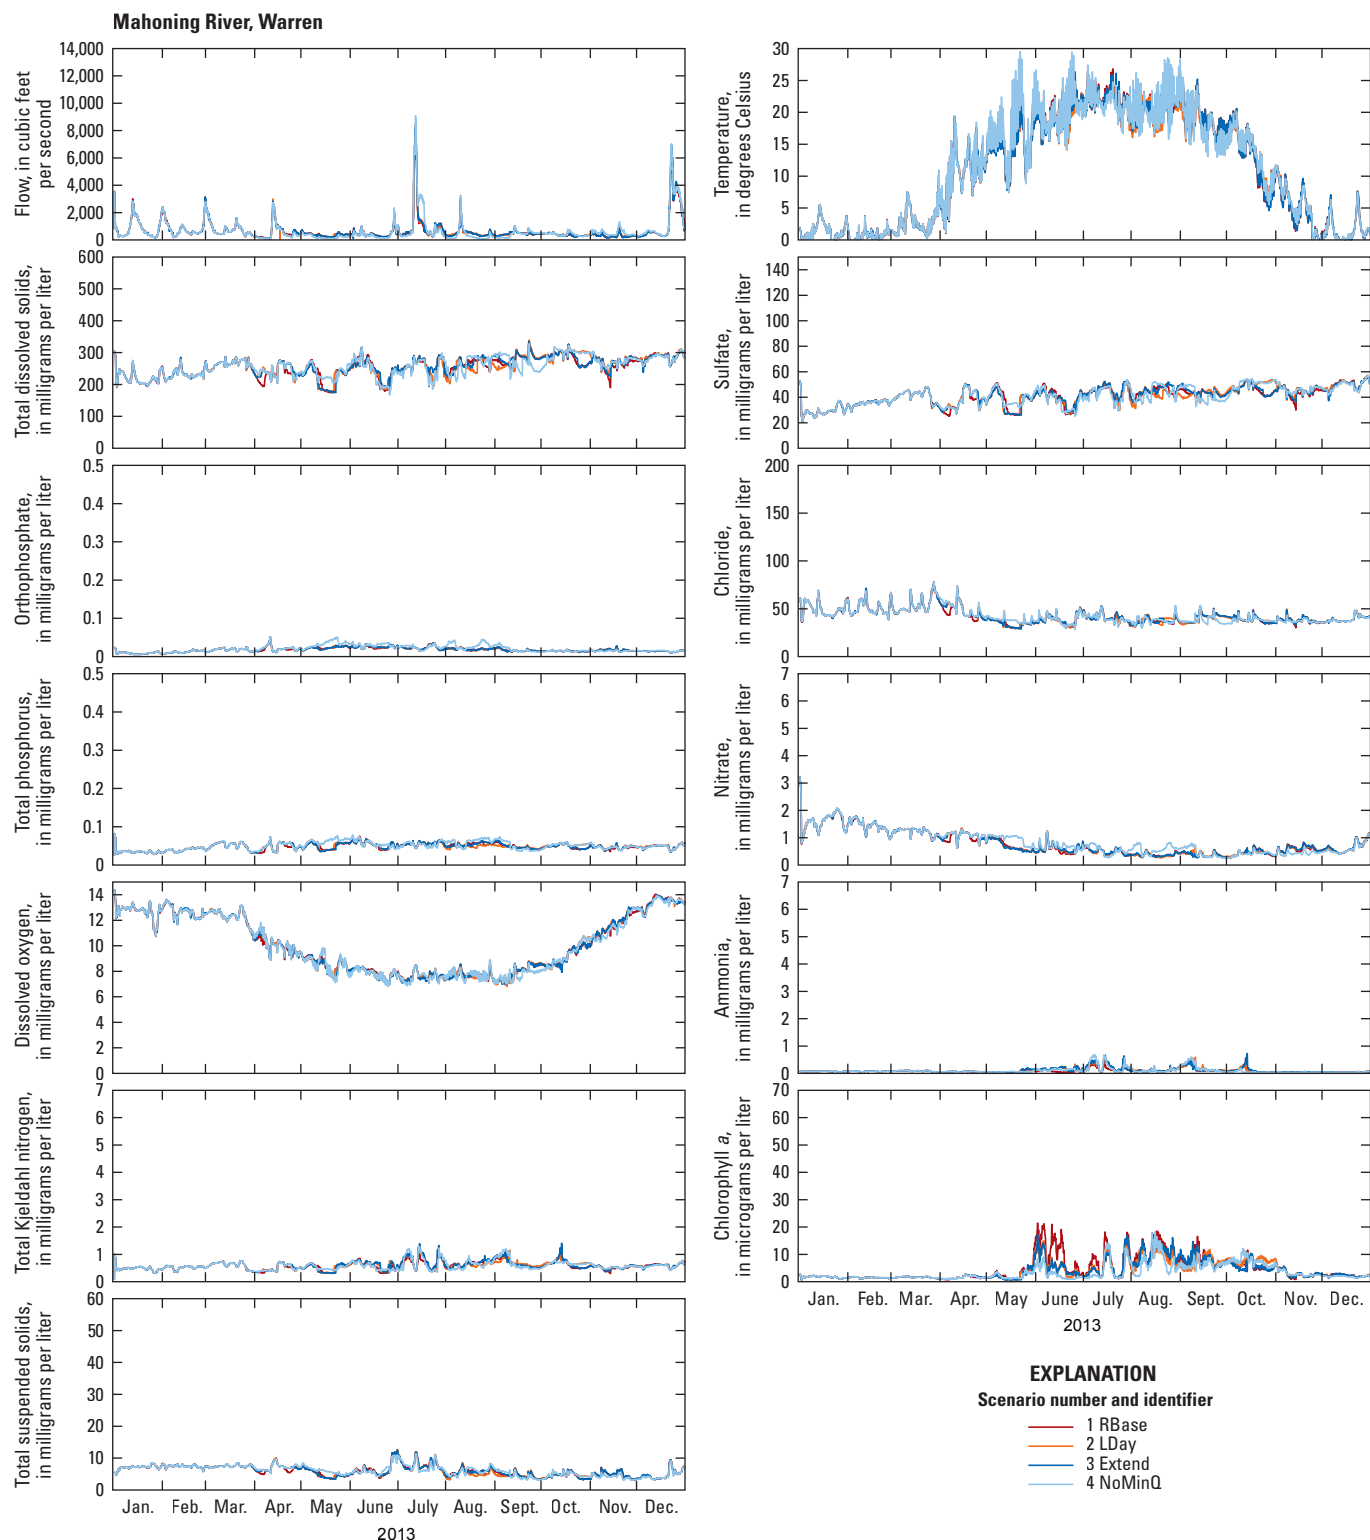 Mahoning River, Warren
Flow, in cubic feet
per second
14,000
12,000
10,000
8,000
6,000
4,000
2,000
0
Total dissolved solids,
in milligrams per liter
600
500
400
300
200
100
0
Orthophosphate,
in milligrams per liter
0.5
0.4
0.3
0.2
0.1
0
Total phosphorus,
in milligrams per liter
0.5
0.4
0.3
0.2
0.1
0
Dissolved oxygen,
in milligrams per liter
14
12
10
8
6
4
2
0
Total Kjeldahl nitrogen,
in milligrams per liter
7
6
5
4
3
2
1
0
Total suspended solids,
in milligrams per liter
60
50
40
30
20
10
0
Jan. Feb. Mar. Apr. May June July Aug. Sept. Oct. Nov. Dec.
2013
Temperature,
in degrees Celsius
30
25
20
15
10
5
0
Sulfate,
in milligrams per liter
140
120
100
80
60
40
20
0
Chloride,
in milligrams per liter
200
150
100
50
0
Nitrate,
in milligrams per liter
7
6
5
4
3
2
1
0
Ammonia,
in milligrams per liter
7
6
5
4
3
2
1
0
Chlorophyll a,
in micrograms per liter
70
60
50
40
30
20
10
0
Jan. Feb. Mar. Apr. May June July Aug. Sept. Oct. Nov. Dec.
2013
EXPLANATION
Scenario number and identifier
1 RBase
2 LDay
3 Extend
4 NoMinQ